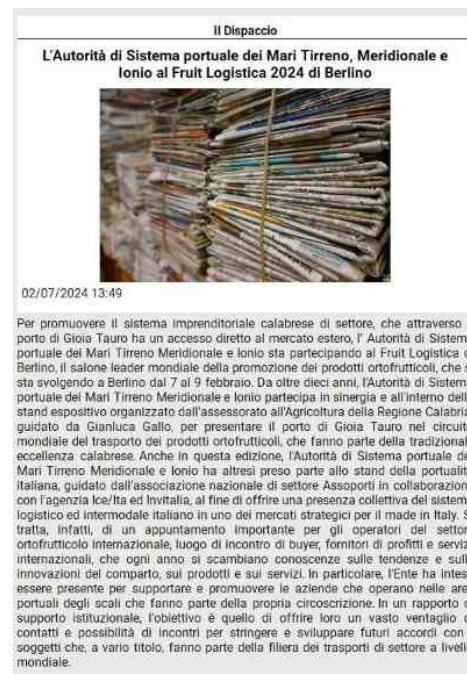 Il Dispaccio
L'Autorità di Sistema portuale dei Mari Tirreno, Meridionale e
Ionio al Fruit Logistica 2024 di Berlino
02/07/2024 13:49
Per promuovere il sistema imprenditoriale calabrese di settore, che attraverso
porto di Gioia Tauro ha un accesso diretto al mercato estero, l' Autorità di Sistema
portuale dei Mari Tirreno Meridionale e Ionio sta partecipando al Fruit Logistica
Berlino, il salone leader mondiale della promozione dei prodotti ortofrutticoli, che
sta svolgendo a Berlino dal 7 al 9 febbraio. Da oltre dieci anni, l'Autorità di Sistem
portuale dei Mari Tirreno Meridionale e Ionio partecipa in sinergia e all'interno dell
stand espositivo organizzato dall'assessorato all'Agricoltura della Regione Calabri
guidato da Gianluca Gallo, per presentare il porto di Gioia Tauro nel circuit
mondiale del trasporto dei prodotti ortofrutticoli, che fanno parte della tradizional
eccellenza calabrese. Anche in questa edizione, l'Autorità di Sistema portuale de
Mari Tirreno Meridionale e Ionio ha altresì preso parte allo stand della portualit
italiana, guidato dall'associazione nazionale di settore Assoporti in collaborazion
con l'agenzia Ice/Ita ed Invitalia, al fine di offrire una presenza collettiva del sistem
logistico ed intermodale italiano in uno dei mercati strategici per il made in Italy. S
tratta, infatti, di un appuntamento importante per gli operatori del settor
ortofrutticolo internazionale, luogo di incontro di buyer, fornitori di profitti e serviz
internazionali, che ogni anno si scambiano conoscenze sulle tendenze e sull
innovazioni del comparto, sui prodotti e sui servizi. In particolare, l'Ente ha intes
essere presente per supportare e promuovere le aziende che operano nelle are
portuali degli scali che fanno parte della propria circoscrizione. In un rapporto
supporto istituzionale, l'obiettivo è quello di offrire loro un vasto ventaglio
contatti e possibilità di incontri per stringere e sviluppare futuri accordi con
soggetti che, a vario titolo, fanno parte della filiera dei trasporti di settore a livell
mondiale.